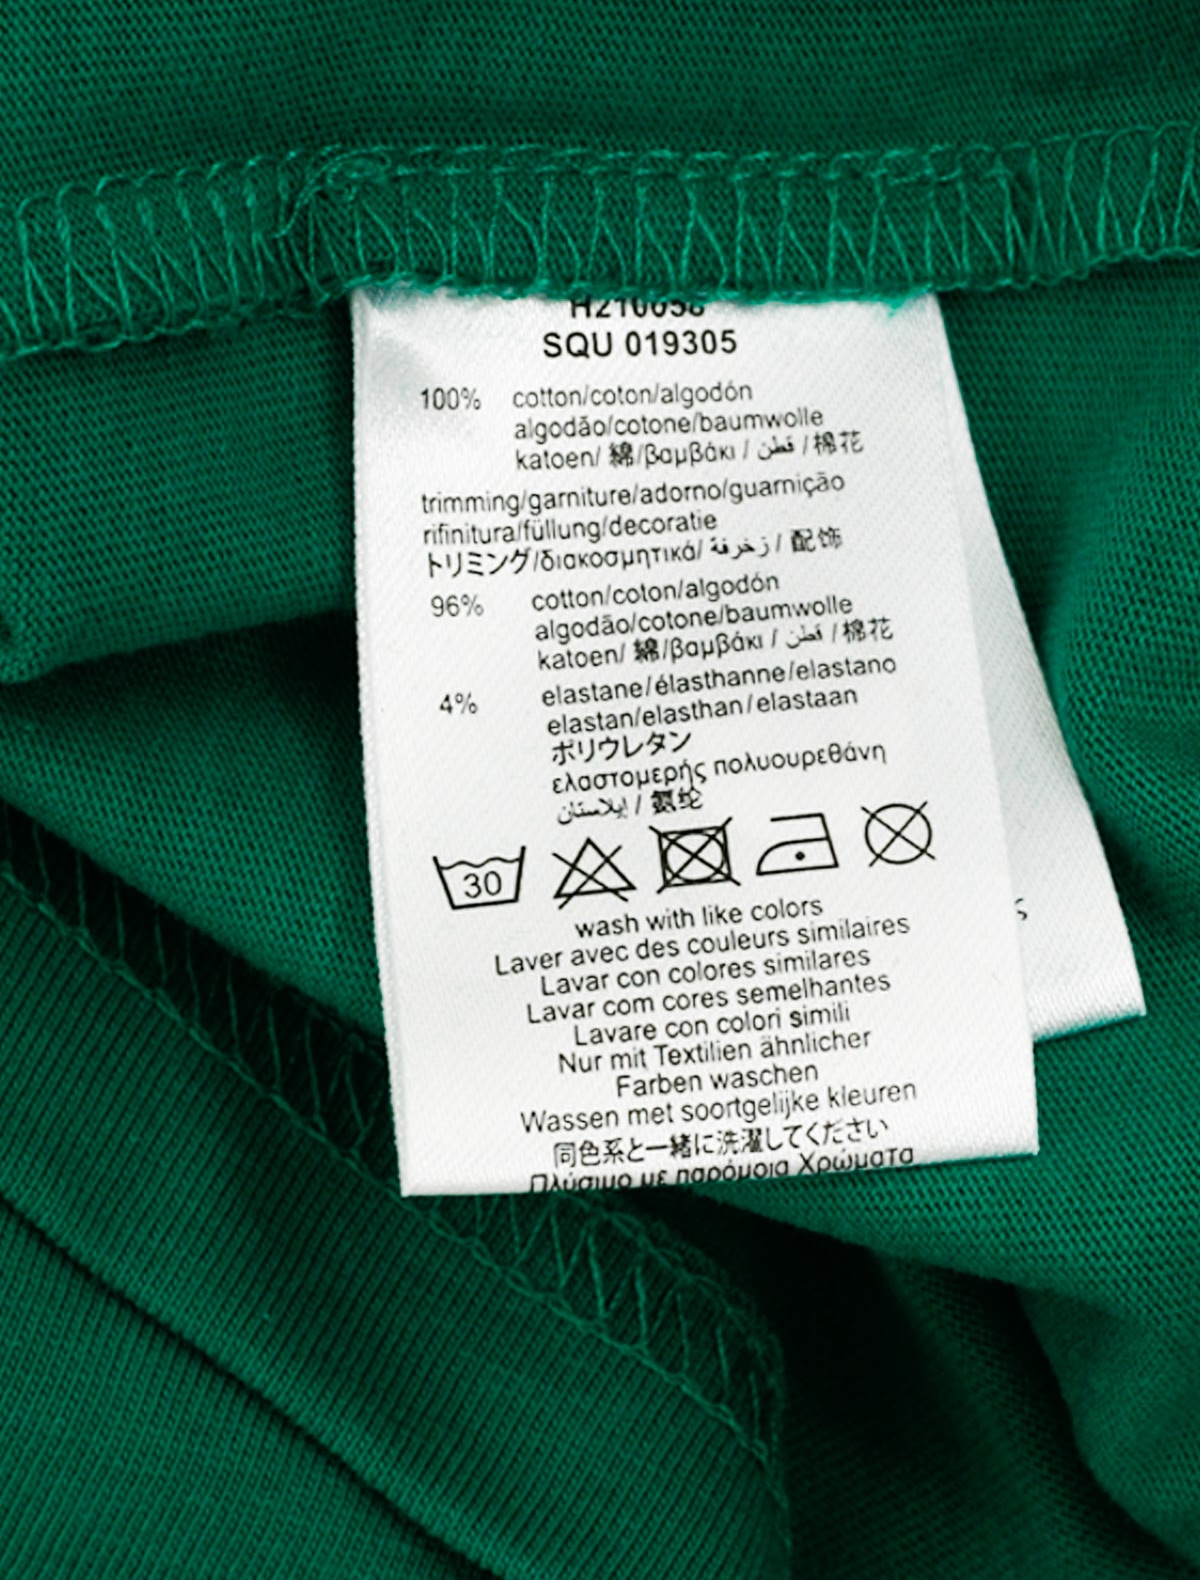 H210058
SQU 019305
100% cotton/coton/algodón
algodão/cotone/baumwolle
katoen/ 綿/βαμβάκι / قطن / 棉花
trimming/garniture/adorno/guarnição
rifinitura/füllung/decoratie
トリミング/διακοσμητικά/ زخرفة / 配饰
96% cotton/coton/algodón
algodão/cotone/baumwolle
katoen/ 綿/βαμβάκι / قطن / 棉花
4% elastane/élasthanne/elastano
elastan/elasthan/elastaan
ポリウレタン
ελαστομερής πολυουρεθάνη
إيلاستان / 氨纶
30
wash with like colors
Laver avec des couleurs similaires
Lavar con colores similares
Lavar com cores semelhantes
Lavare con colori simili
Nur mit Textilien ähnlicher
Farben waschen
Wassen met soortgelijke kleuren
同色系と一緒に洗濯してください
Πλύσιμο με παρόμοια Χρώματα